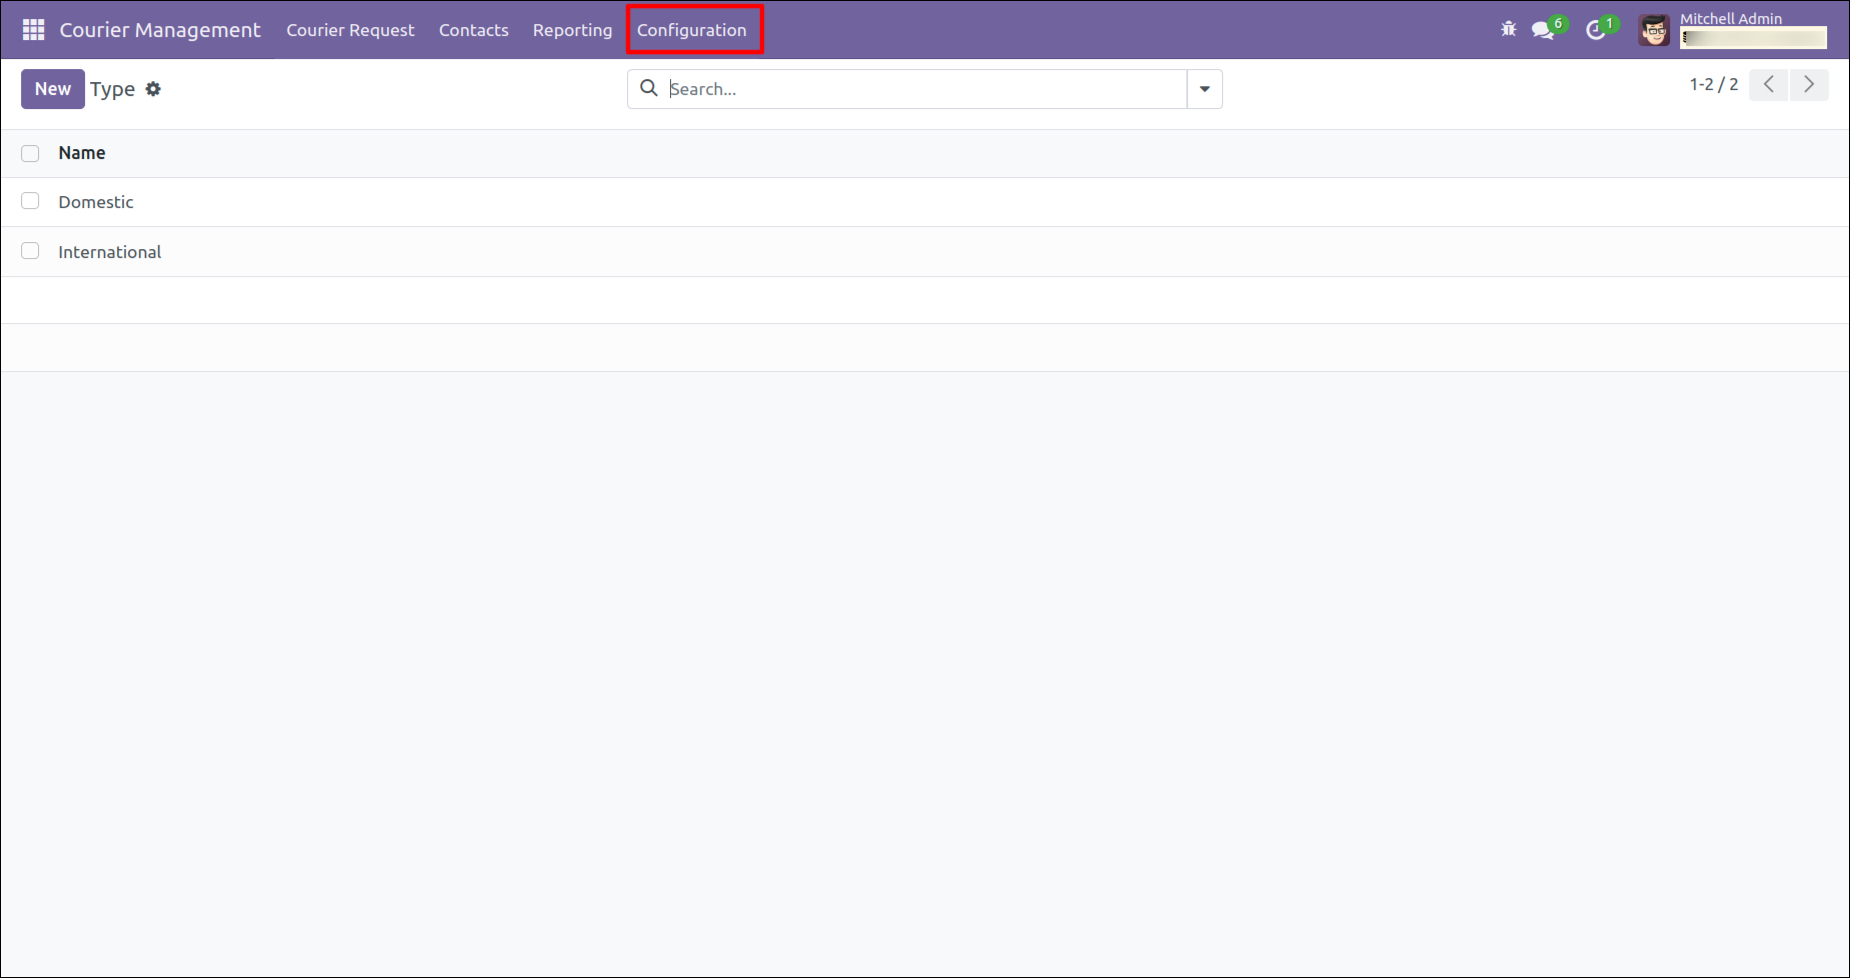 Courier Management Courier Request Contacts Reporting Configuration 6 1 Mitchell Admin
New Type Search... 1-2 / 2
Name
Domestic
International